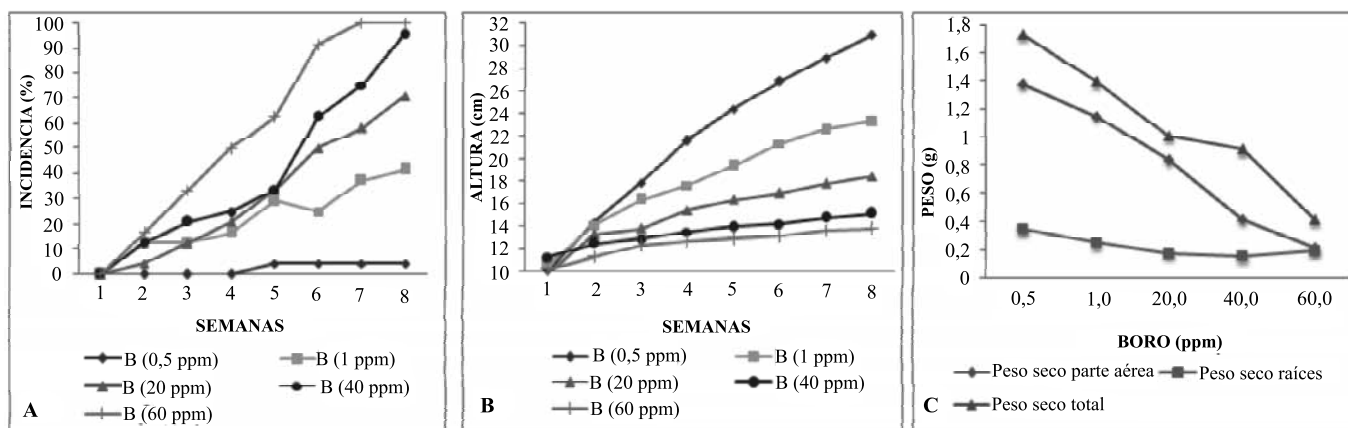 INCIDENCIA (%)
100
90
80
70
60
50
40
30
20
10
0
1 2 3 4 5 6 7 8
SEMANAS
B (0,5 ppm) B (1 ppm)
B (20 ppm) B (40 ppm)
B (60 ppm)
A
ALTURA (cm)
32
30
28
26
24
22
20
18
16
14
12
10
1 2 3 4 5 6 7 8
SEMANAS
B (0,5 ppm) B (1 ppm)
B (20 ppm) B (40 ppm)
B (60 ppm)
B
PESO (g)
1,8
1,6
1,4
1,2
1
0,8
0,6
0,4
0,2
0
0,5 1,0 20,0 40,0 60,0
BORO (ppm)
Peso seco parte aérea Peso seco raíces
Peso seco total
C